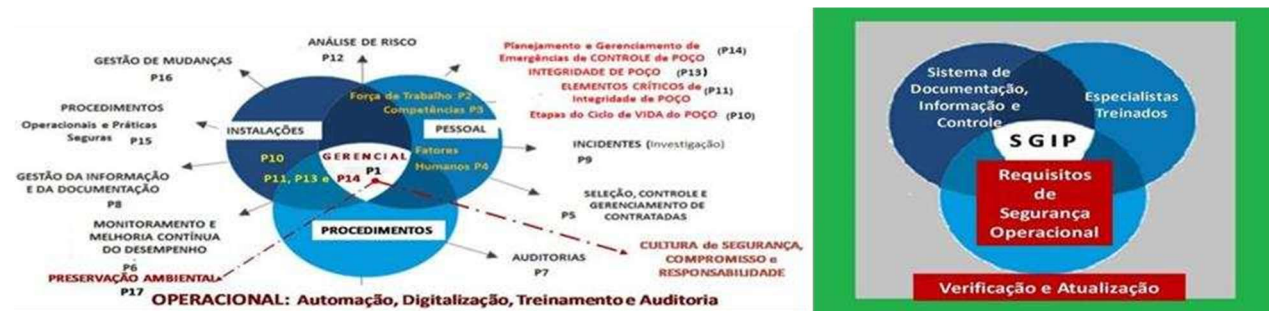 ANÁLISE DE RISCO
P12
GESTÃO DE MUDANÇAS
P16
Planejamento e Gerenciamento de
Emergências de CONTROLE de POÇO
(P14)
INTEGRIDADE DE POÇO
(P13)
ELEMENTOS CRÍTICOS de
Integridade de POÇO
(P11)
Etapas do Ciclo de VIDA do POÇO
(P10)
PROCEDIMENTOS
Operacionais e Práticas
Seguras
P15
Força de Trabalho P2
Competências P3
INSTALAÇÕES
PESSOAL
Fatores
Humanos P4
GERENCIAL
P1
P10
P11, P13 e
P14
INCIDENTES (Investigação)
P9
GESTÃO DA INFORMAÇÃO
E DA DOCUMENTAÇÃO
P8
SELEÇÃO, CONTROLE E
GERENCIAMENTO DE
CONTRATADAS
P5
MONITORAMENTO E
MELHORIA CONTÍNUA
DO DESEMPENHO
P6
PROCEDIMENTOS
AUDITORIAS
P7
CULTURA de SEGURANÇA,
COMPROMISSO e
RESPONSABILIDADE
PRESERVAÇÃO AMBIENTAL
P17
OPERACIONAL: Automação, Digitalização, Treinamento e Auditoria
Sistema de
Documentação,
Informação e
Controle
Especialistas
Treinados
SGIP
Requisitos
de
Segurança
Operacional
Verificação e Atualização